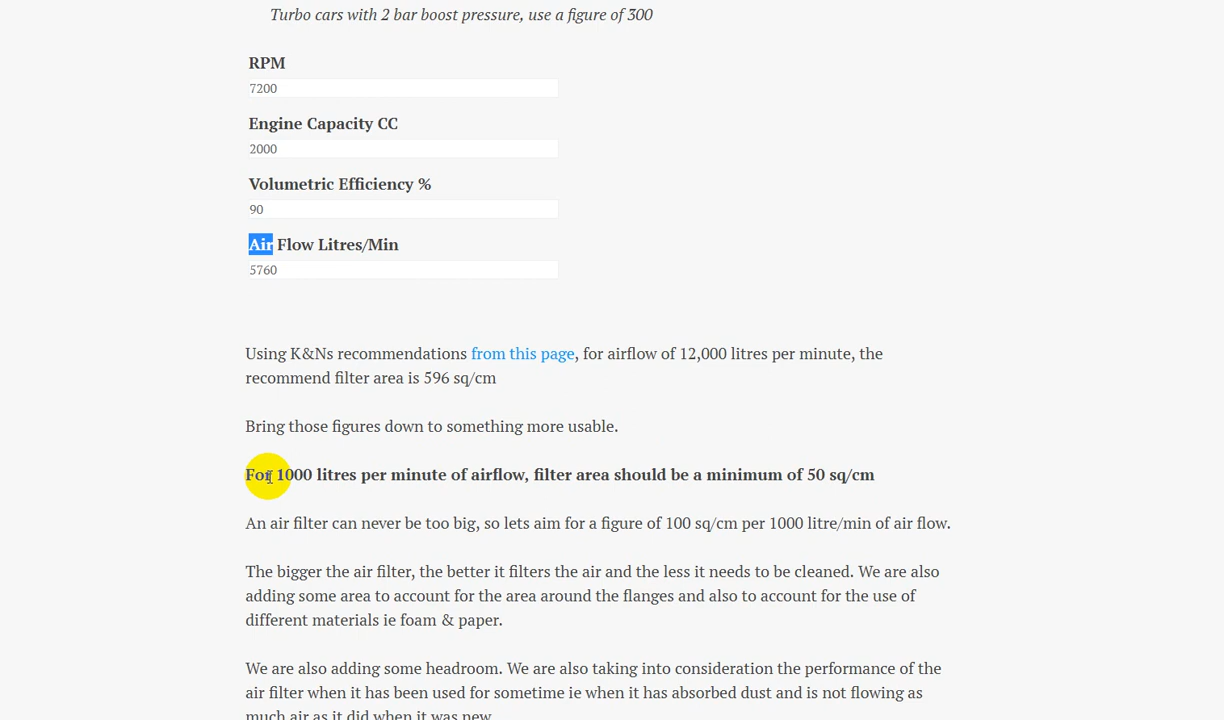 Turbo cars with 2 bar boost pressure, use a figure of 300
RPM
7200
Engine Capacity CC
2000
Volumetric Efficiency %
90
Air Flow Litres/Min
5760
Using K&Ns recommendations from this page, for airflow of 12,000 litres per minute, the
recommend filter area is 596 sq/cm
Bring those figures down to something more usable.
For 1000 litres per minute of airflow, filter area should be a minimum of 50 sq/cm
An air filter can never be too big, so lets aim for a figure of 100 sq/cm per 1000 litre/min of air flow.
The bigger the air filter, the better it filters the air and the less it needs to be cleaned. We are also
adding some area to account for the area around the flanges and also to account for the use of
different materials ie foam & paper.
We are also adding some headroom. We are also taking into consideration the performance of the
air filter when it has been used for sometime ie when it has absorbed dust and is not flowing as
much air as it did when it was new.